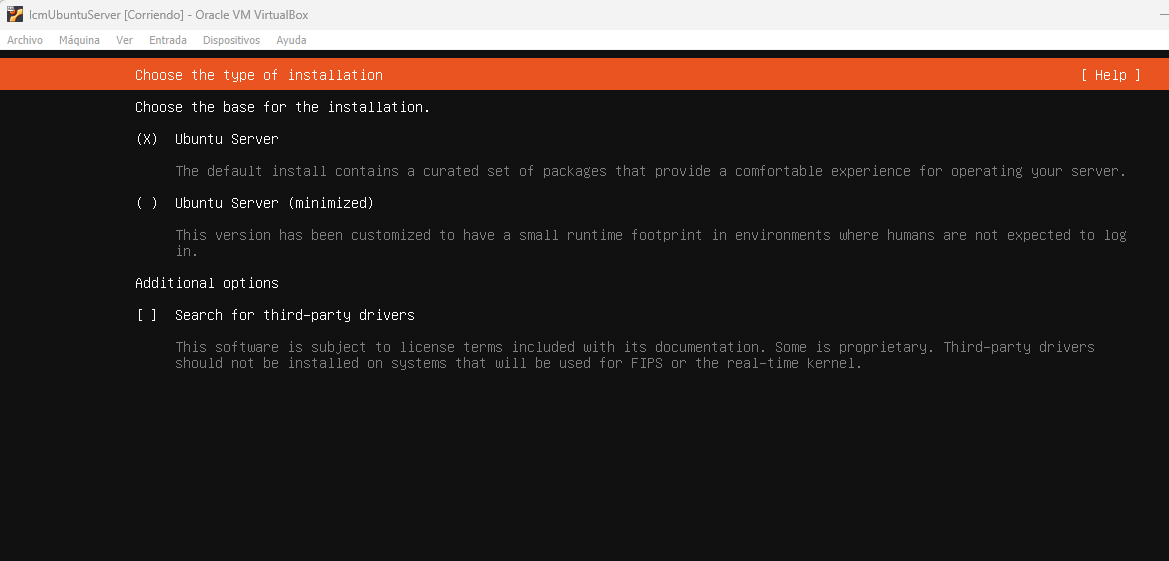 lcmUbuntuServer [Corriendo] - Oracle VM VirtualBox
Archivo Máquina Ver Entrada Dispositivos Ayuda
Choose the type of installation [ Help ]
Choose the base for the installation.
(X) Ubuntu Server
The default install contains a curated set of packages that provide a comfortable experience for operating your server.
( ) Ubuntu Server (minimized)
This version has been customized to have a small runtime footprint in environments where humans are not expected to log
in.
Additional options
[ ] Search for third-party drivers
This software is subject to license terms included with its documentation. Some is proprietary. Third-party drivers
should not be installed on systems that will be used for FIPS or the real-time kernel.